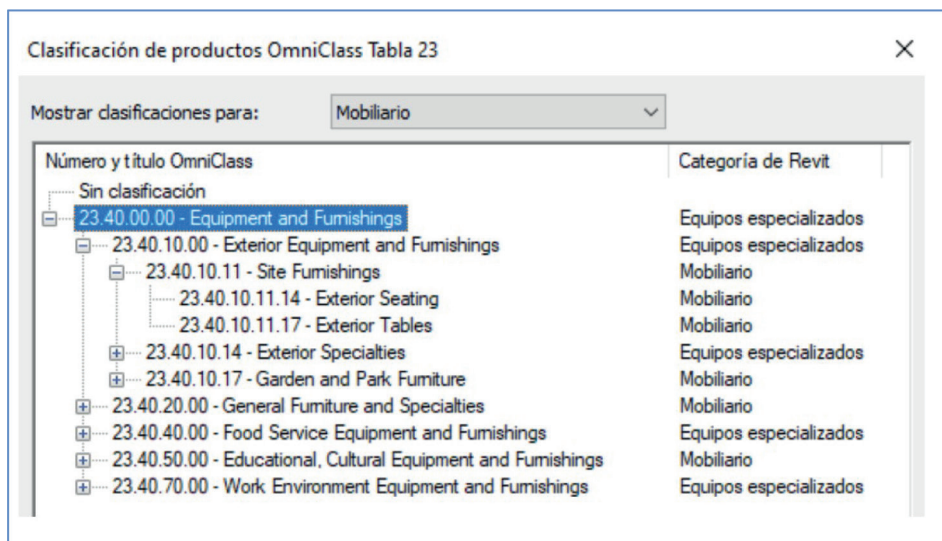 Clasificación de productos OmniClass Tabla 23
Mostrar clasificaciones para: Mobiliario
Número y título OmniClass Categoría de Revit
Sin clasificación
23.40.00.00 - Equipment and Furnishings Equipos especializados
23.40.10.00 - Exterior Equipment and Furnishings Equipos especializados
23.40.10.11 - Site Furnishings Mobiliario
23.40.10.11.14 - Exterior Seating Mobiliario
23.40.10.11.17 - Exterior Tables Mobiliario
23.40.10.14 - Exterior Specialties Equipos especializados
23.40.10.17 - Garden and Park Furniture Mobiliario
23.40.20.00 - General Furniture and Specialties Mobiliario
23.40.40.00 - Food Service Equipment and Furnishings Equipos especializados
23.40.50.00 - Educational, Cultural Equipment and Furnishings Mobiliario
23.40.70.00 - Work Environment Equipment and Furnishings Equipos especializados